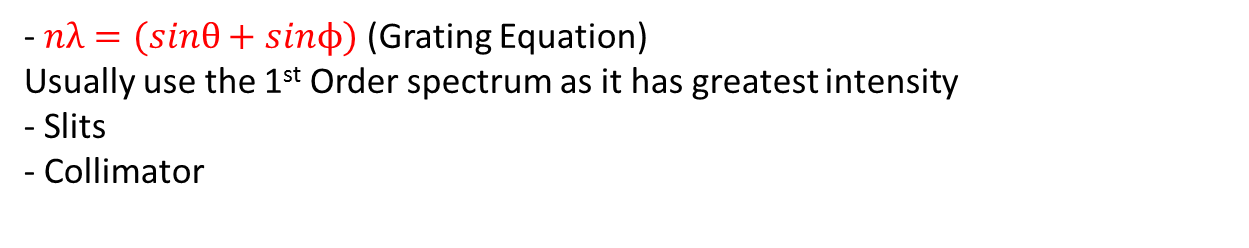 - nλ = (sinθ + sinϕ) (Grating Equation)
Usually use the 1st Order spectrum as it has greatest intensity
- Slits
- Collimator